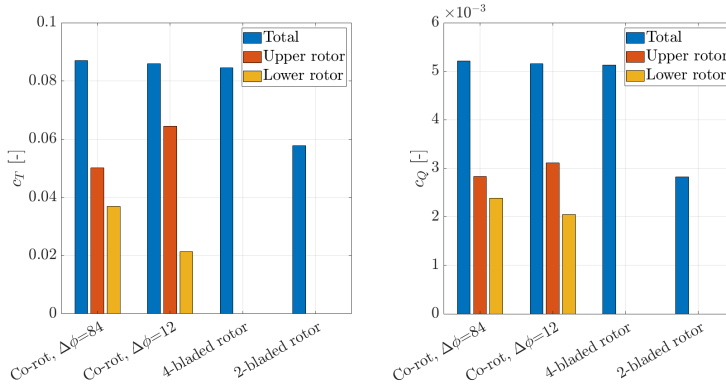 0.1
0.08
0.06
0.04
0.02
0
c_T [-]
Total
Upper rotor
Lower rotor
Co-rot, Δϕ=84
Co-rot, Δϕ=12
4-bladed rotor
2-bladed rotor
×10⁻³
6
5
4
3
2
1
0
c_Q [-]
Total
Upper rotor
Lower rotor
Co-rot, Δϕ=84
Co-rot, Δϕ=12
4-bladed rotor
2-bladed rotor